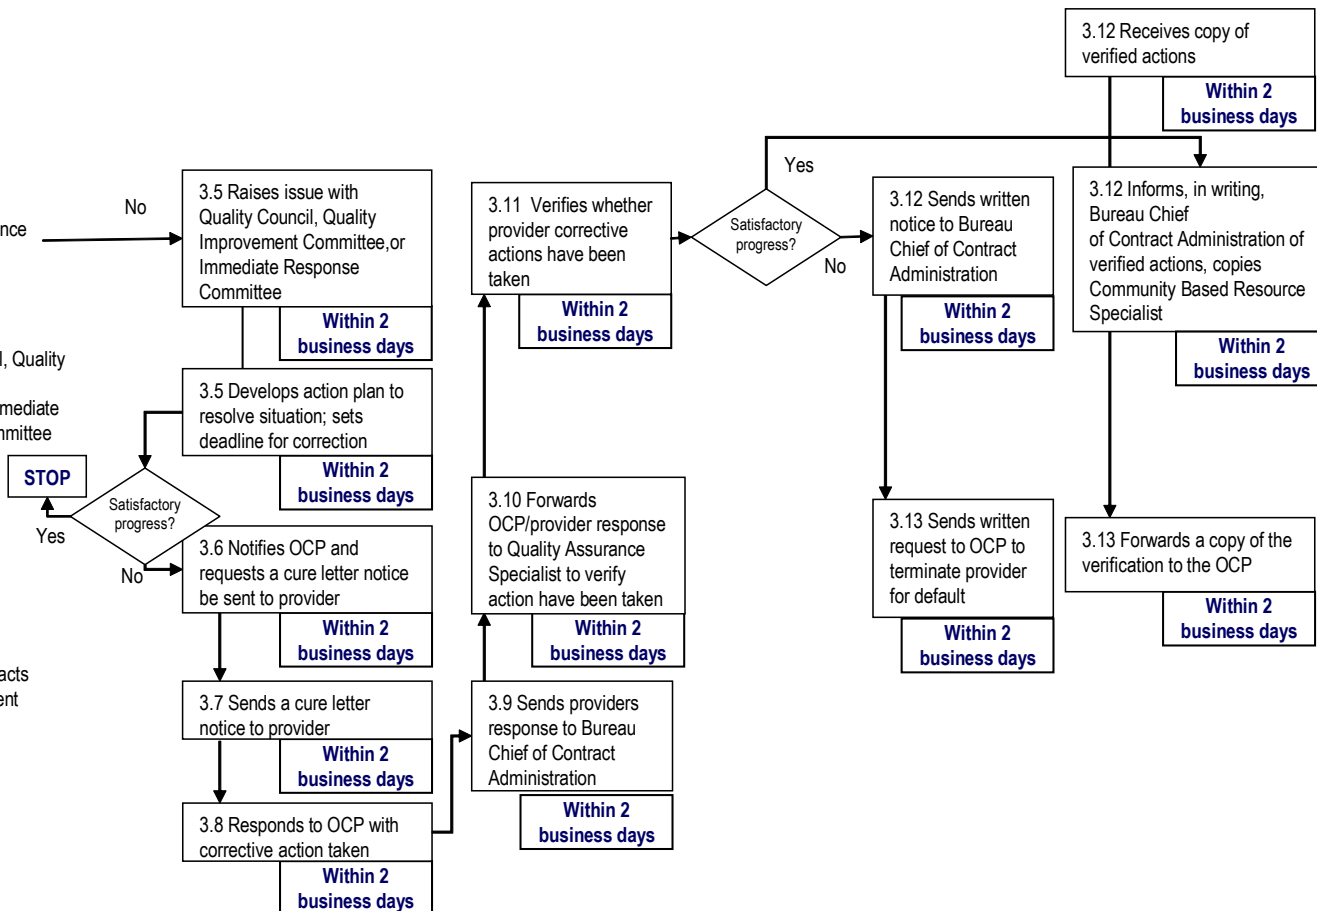 3.12 Receives copy of
verified actions
Within 2
business days
Yes
No
3.5 Raises issue with
Quality Council, Quality
Improvement Committee,or
Immediate Response
Committee
Within 2
business days
3.11 Verifies whether
provider corrective
actions have been
taken
Within 2
business days
Satisfactory
progress?
No
3.12 Sends written
notice to Bureau
Chief of Contract
Administration
Within 2
business days
3.12 Informs, in writing,
Bureau Chief
of Contract Administration of
verified actions, copies
Community Based Resource
Specialist
Within 2
business days
nce
l, Quality
mediate
mmittee
3.5 Develops action plan to
resolve situation; sets
deadline for correction
Within 2
business days
STOP
Satisfactory
progress?
Yes
No
3.6 Notifies OCP and
requests a cure letter notice
be sent to provider
Within 2
business days
3.10 Forwards
OCP/provider response
to Quality Assurance
Specialist to verify
action have been taken
Within 2
business days
3.13 Sends written
request to OCP to
terminate provider
for default
Within 2
business days
3.13 Forwards a copy of the
verification to the OCP
Within 2
business days
acts
ent
3.7 Sends a cure letter
notice to provider
Within 2
business days
3.9 Sends providers
response to Bureau
Chief of Contract
Administration
Within 2
business days
3.8 Responds to OCP with
corrective action taken
Within 2
business days